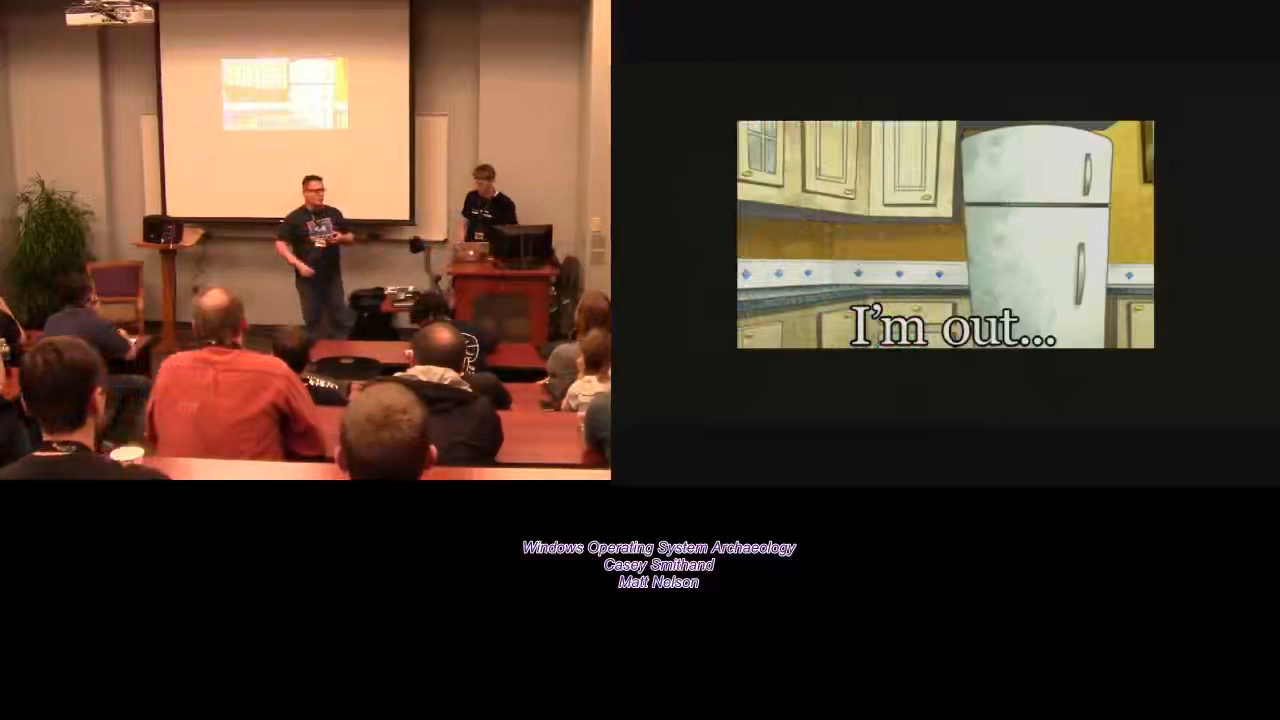 I'm out...
Windows Operating System Archaeology
Casey Smithand
Matt Nelson